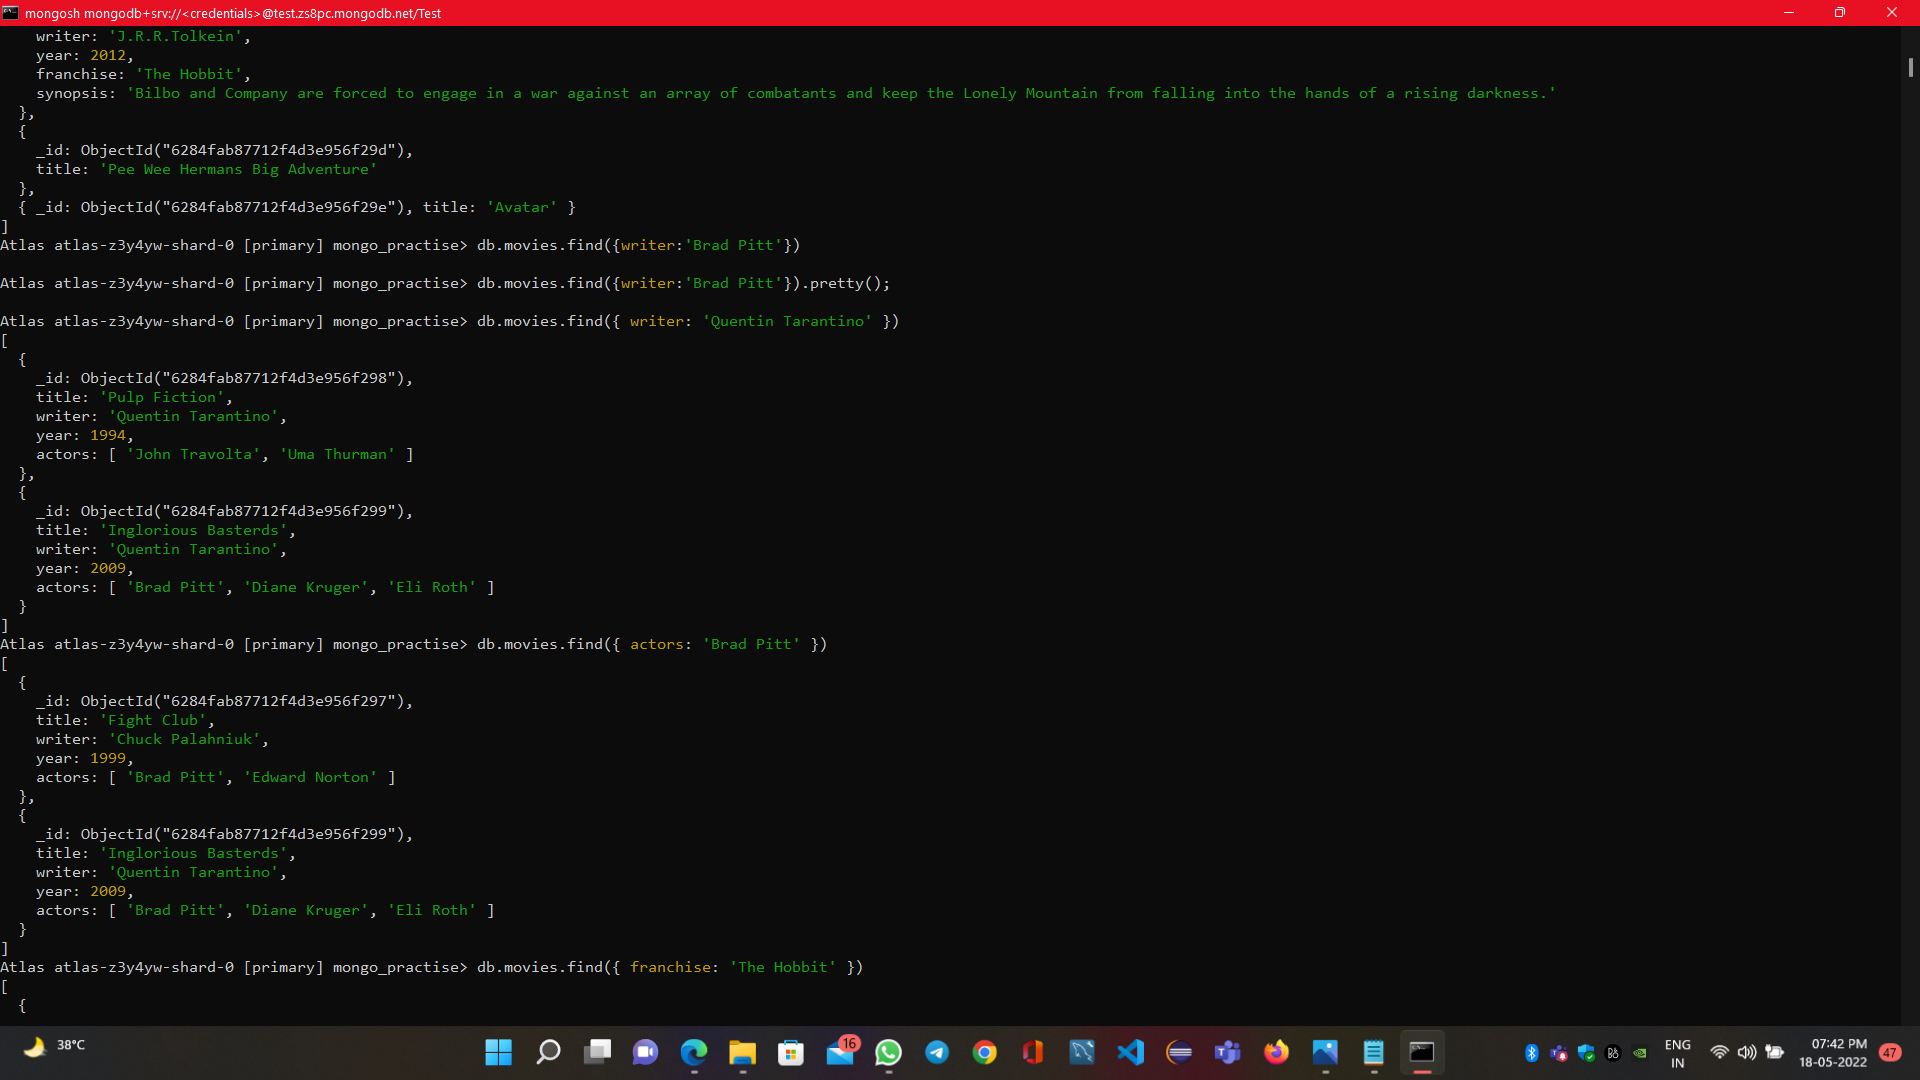 mongosh mongodb+srv://<credentials>@test.zs8pc.mongodb.net/Test
    writer: 'J.R.R.Tolkein',
    year: 2012,
    franchise: 'The Hobbit',
    synopsis: 'Bilbo and Company are forced to engage in a war against an array of combatants and keep the Lonely Mountain from falling into the hands of a rising darkness.'
  },
  {
    _id: ObjectId("6284fab87712f4d3e956f29d"),
    title: 'Pee Wee Hermans Big Adventure'
  },
  { _id: ObjectId("6284fab87712f4d3e956f29e"), title: 'Avatar' }
]
Atlas atlas-z3y4yw-shard-0 [primary] mongo_practise> db.movies.find({writer:'Brad Pitt'})
Atlas atlas-z3y4yw-shard-0 [primary] mongo_practise> db.movies.find({writer:'Brad Pitt'}).pretty();
Atlas atlas-z3y4yw-shard-0 [primary] mongo_practise> db.movies.find({ writer: 'Quentin Tarantino' })
[
  {
    _id: ObjectId("6284fab87712f4d3e956f298"),
    title: 'Pulp Fiction',
    writer: 'Quentin Tarantino',
    year: 1994,
    actors: [ 'John Travolta', 'Uma Thurman' ]
  },
  {
    _id: ObjectId("6284fab87712f4d3e956f299"),
    title: 'Inglorious Basterds',
    writer: 'Quentin Tarantino',
    year: 2009,
    actors: [ 'Brad Pitt', 'Diane Kruger', 'Eli Roth' ]
  }
]
Atlas atlas-z3y4yw-shard-0 [primary] mongo_practise> db.movies.find({ actors: 'Brad Pitt' })
[
  {
    _id: ObjectId("6284fab87712f4d3e956f297"),
    title: 'Fight Club',
    writer: 'Chuck Palahniuk',
    year: 1999,
    actors: [ 'Brad Pitt', 'Edward Norton' ]
  },
  {
    _id: ObjectId("6284fab87712f4d3e956f299"),
    title: 'Inglorious Basterds',
    writer: 'Quentin Tarantino',
    year: 2009,
    actors: [ 'Brad Pitt', 'Diane Kruger', 'Eli Roth' ]
  }
]
Atlas atlas-z3y4yw-shard-0 [primary] mongo_practise> db.movies.find({ franchise: 'The Hobbit' })
[
  {
38°C
16
ENG
IN
07:42 PM
18-05-2022
47